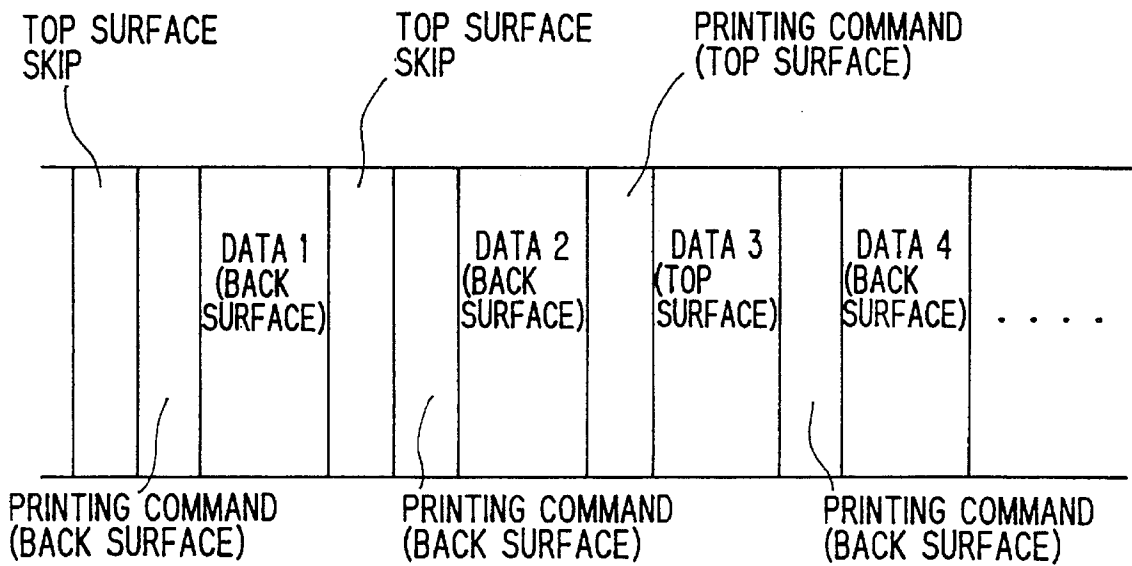 TOP SURFACE
SKIP
TOP SURFACE
SKIP
PRINTING COMMAND
(TOP SURFACE)
DATA 1
(BACK
SURFACE)
DATA 2
(BACK
SURFACE)
DATA 3
(TOP
SURFACE)
DATA 4
(BACK
SURFACE)
. . . .
PRINTING COMMAND
(BACK SURFACE)
PRINTING COMMAND
(BACK SURFACE)
PRINTING COMMAND
(BACK SURFACE)